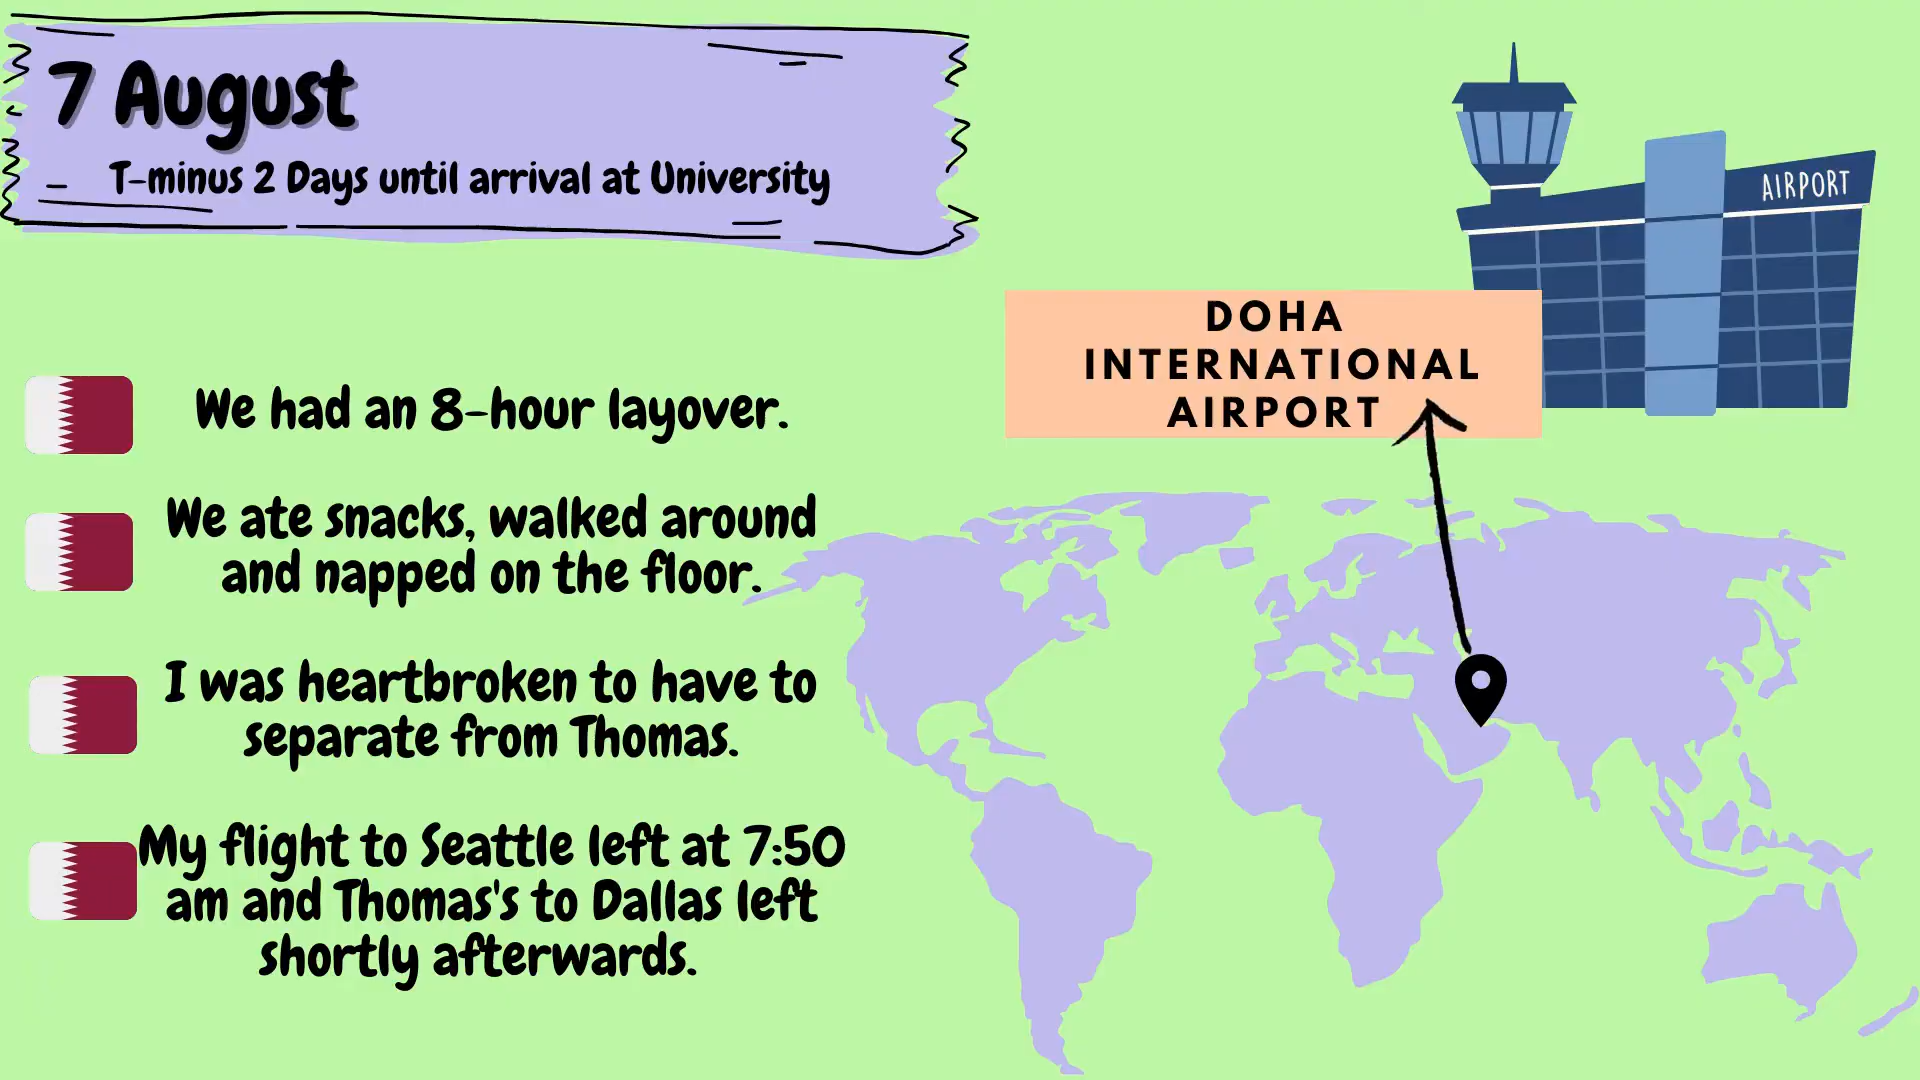 7 August
T-minus 2 Days until arrival at University
AIRPORT
DOHA
INTERNATIONAL
AIRPORT
We had an 8-hour layover.
We ate snacks, walked around
and napped on the floor.
I was heartbroken to have to
separate from Thomas.
My flight to Seattle left at 7:50
am and Thomas's to Dallas left
shortly afterwards.